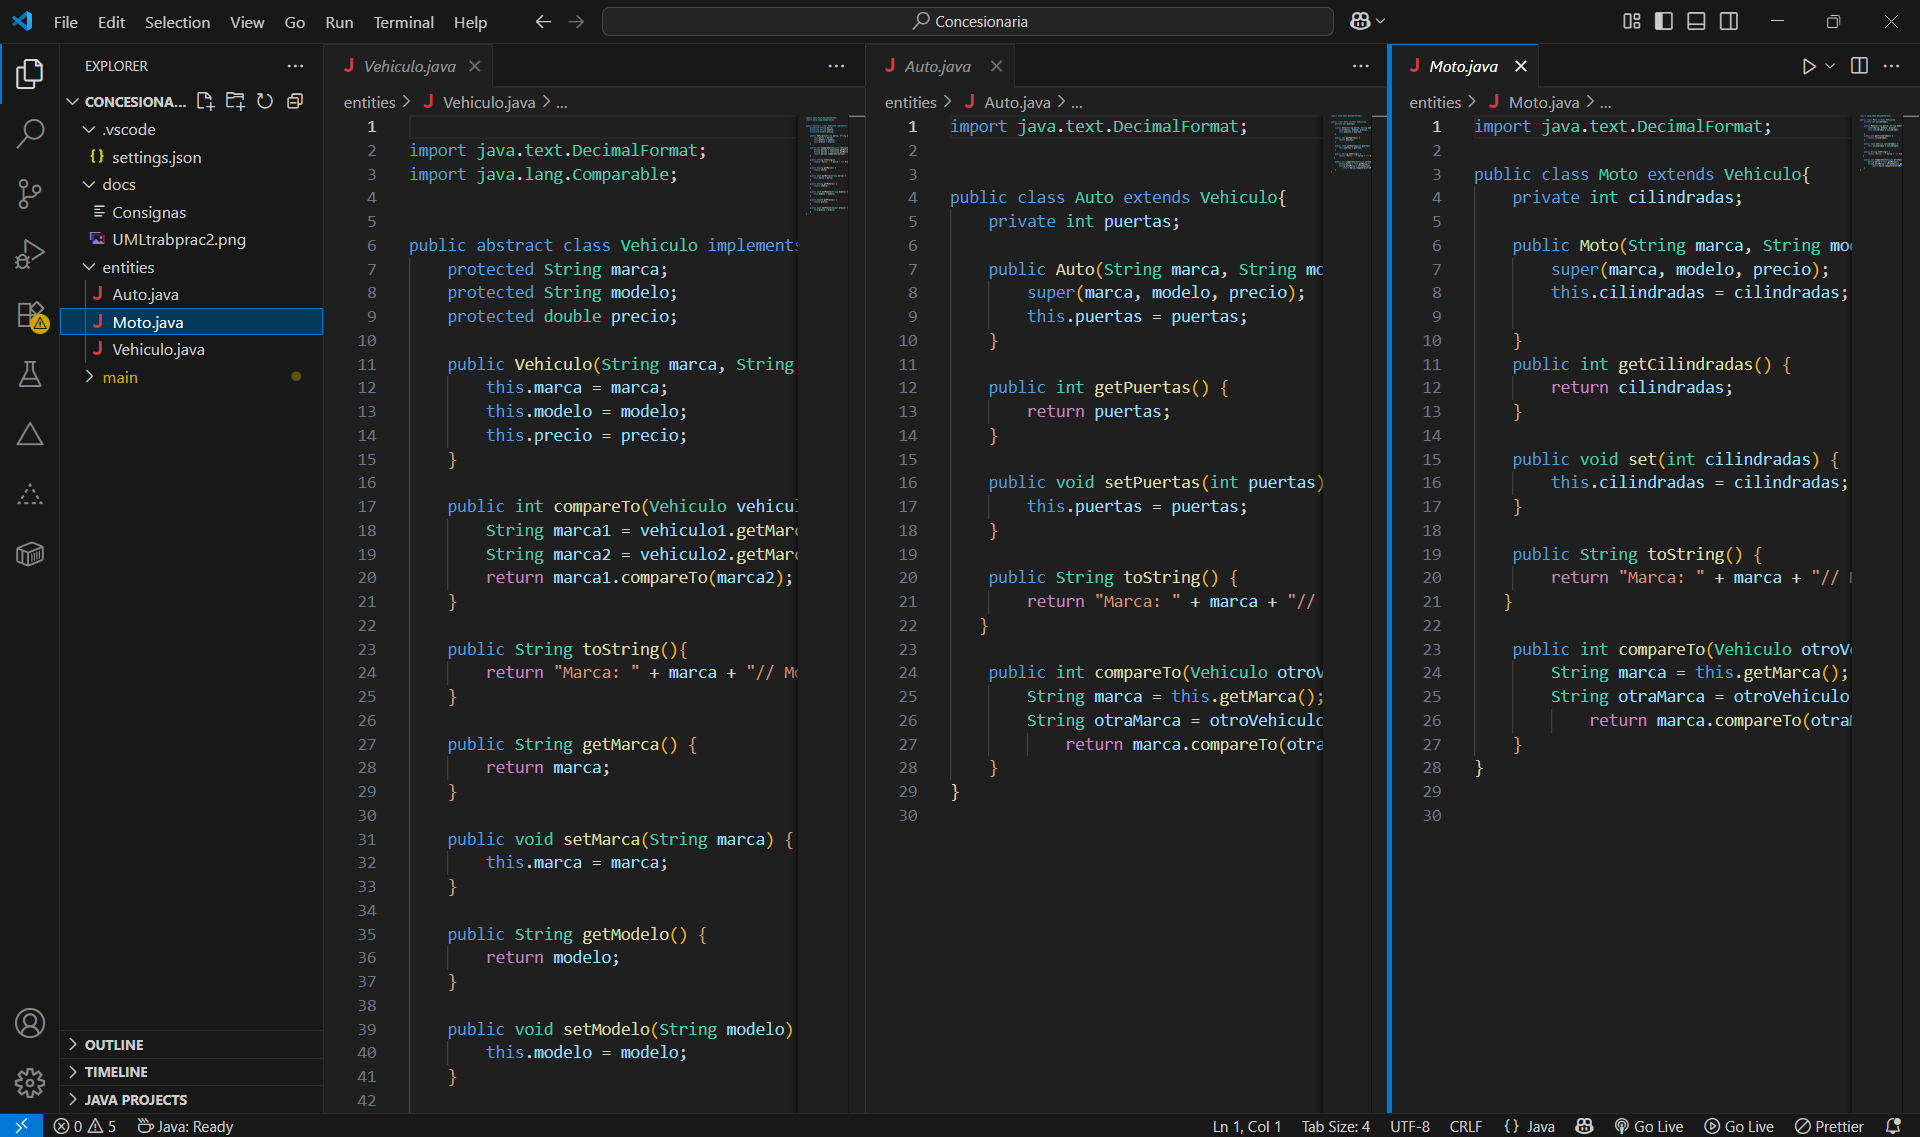 File Edit Selection View Go Run Terminal Help
Concesionaria
EXPLORER
CONCESIONA...
.vscode
{} settings.json
docs
Consignas
UMLtrabprac2.png
entities
J Auto.java
J Moto.java
J Vehiculo.java
main
OUTLINE
TIMELINE
JAVA PROJECTS
J Vehiculo.java
entities > J Vehiculo.java > ...
1
2 import java.text.DecimalFormat;
3 import java.lang.Comparable;
4
5
6 public abstract class Vehiculo implements
7 protected String marca;
8 protected String modelo;
9 protected double precio;
10
11 public Vehiculo(String marca, String
12 this.marca = marca;
13 this.modelo = modelo;
14 this.precio = precio;
15 }
16
17 public int compareTo(Vehiculo vehicul
18 String marca1 = vehiculo1.getMarc
19 String marca2 = vehiculo2.getMarc
20 return marca1.compareTo(marca2);
21 }
22
23 public String toString(){
24 return "Marca: " + marca + "// Mo
25 }
26
27 public String getMarca() {
28 return marca;
29 }
30
31 public void setMarca(String marca) {
32 this.marca = marca;
33 }
34
35 public String getModelo() {
36 return modelo;
37 }
38
39 public void setModelo(String modelo)
40 this.modelo = modelo;
41 }
42
J Auto.java
entities > J Auto.java > ...
1 import java.text.DecimalFormat;
2
3
4 public class Auto extends Vehiculo{
5 private int puertas;
6
7 public Auto(String marca, String mo
8 super(marca, modelo, precio);
9 this.puertas = puertas;
10 }
11
12 public int getPuertas() {
13 return puertas;
14 }
15
16 public void setPuertas(int puertas)
17 this.puertas = puertas;
18 }
19
20 public String toString() {
21 return "Marca: " + marca + "//
22 }
23
24 public int compareTo(Vehiculo otroV
25 String marca = this.getMarca();
26 String otraMarca = otroVehiculo
27 return marca.compareTo(otra
28 }
29 }
30
J Moto.java
entities > J Moto.java > ...
1 import java.text.DecimalFormat;
2
3 public class Moto extends Vehiculo{
4 private int cilindradas;
5
6 public Moto(String marca, String mo
7 super(marca, modelo, precio);
8 this.cilindradas = cilindradas;
9
10 }
11 public int getCilindradas() {
12 return cilindradas;
13 }
14
15 public void set(int cilindradas) {
16 this.cilindradas = cilindradas;
17 }
18
19 public String toString() {
20 return "Marca: " + marca + "//
21 }
22
23 public int compareTo(Vehiculo otroV
24 String marca = this.getMarca();
25 String otraMarca = otroVehiculo
26 return marca.compareTo(otraM
27 }
28 }
29
30
0 5 Java: Ready Ln 1, Col 1 Tab Size: 4 UTF-8 CRLF {} Java Go Live Go Live Prettier